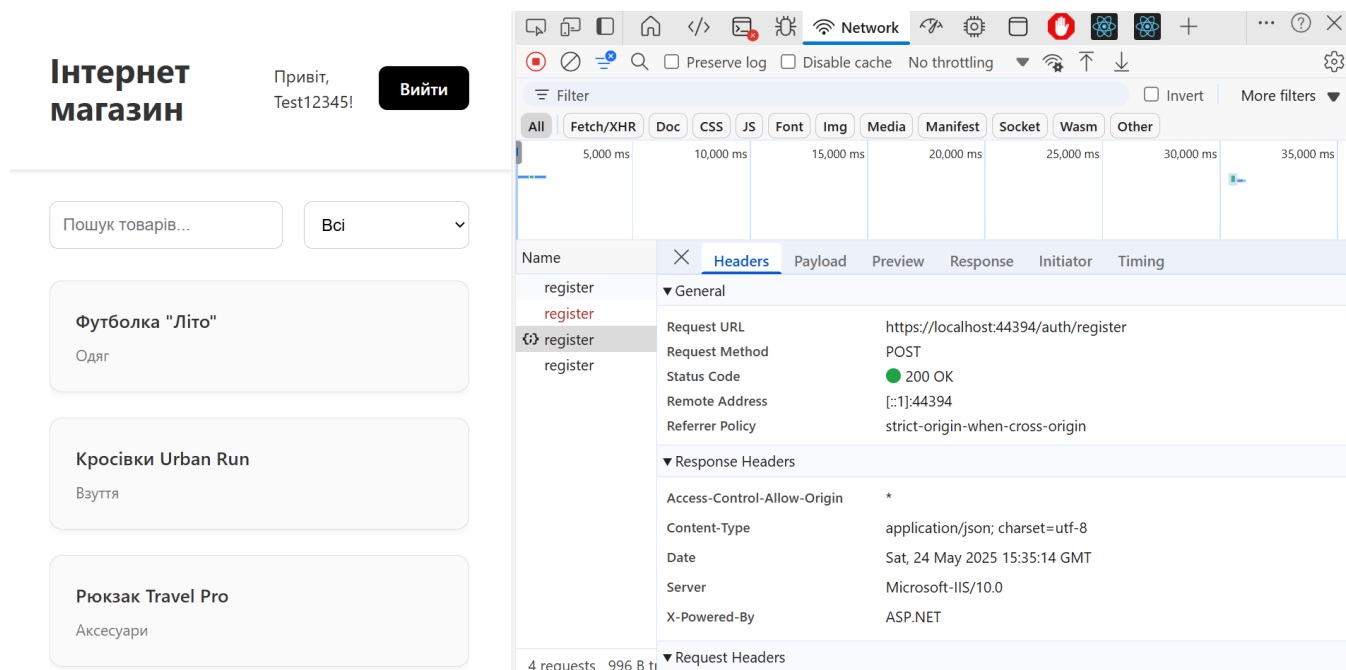 Інтернет
магазин
Привіт,
Test12345!
Вийти
Пошук товарів...
Всі
Футболка "Літо"
Одяг
Кросівки Urban Run
Взуття
Рюкзак Travel Pro
Аксесуари
Network
Preserve log
Disable cache
No throttling
Filter
Invert
More filters
All
Fetch/XHR
Doc
CSS
JS
Font
Img
Media
Manifest
Socket
Wasm
Other
5,000 ms
10,000 ms
15,000 ms
20,000 ms
25,000 ms
30,000 ms
35,000 ms
Name
register
register
register
register
4 requests 996 B
Headers
Payload
Preview
Response
Initiator
Timing
General
Request URL https://localhost:44394/auth/register
Request Method POST
Status Code 200 OK
Remote Address [::1]:44394
Referrer Policy strict-origin-when-cross-origin
Response Headers
Access-Control-Allow-Origin *
Content-Type application/json; charset=utf-8
Date Sat, 24 May 2025 15:35:14 GMT
Server Microsoft-IIS/10.0
X-Powered-By ASP.NET
Request Headers